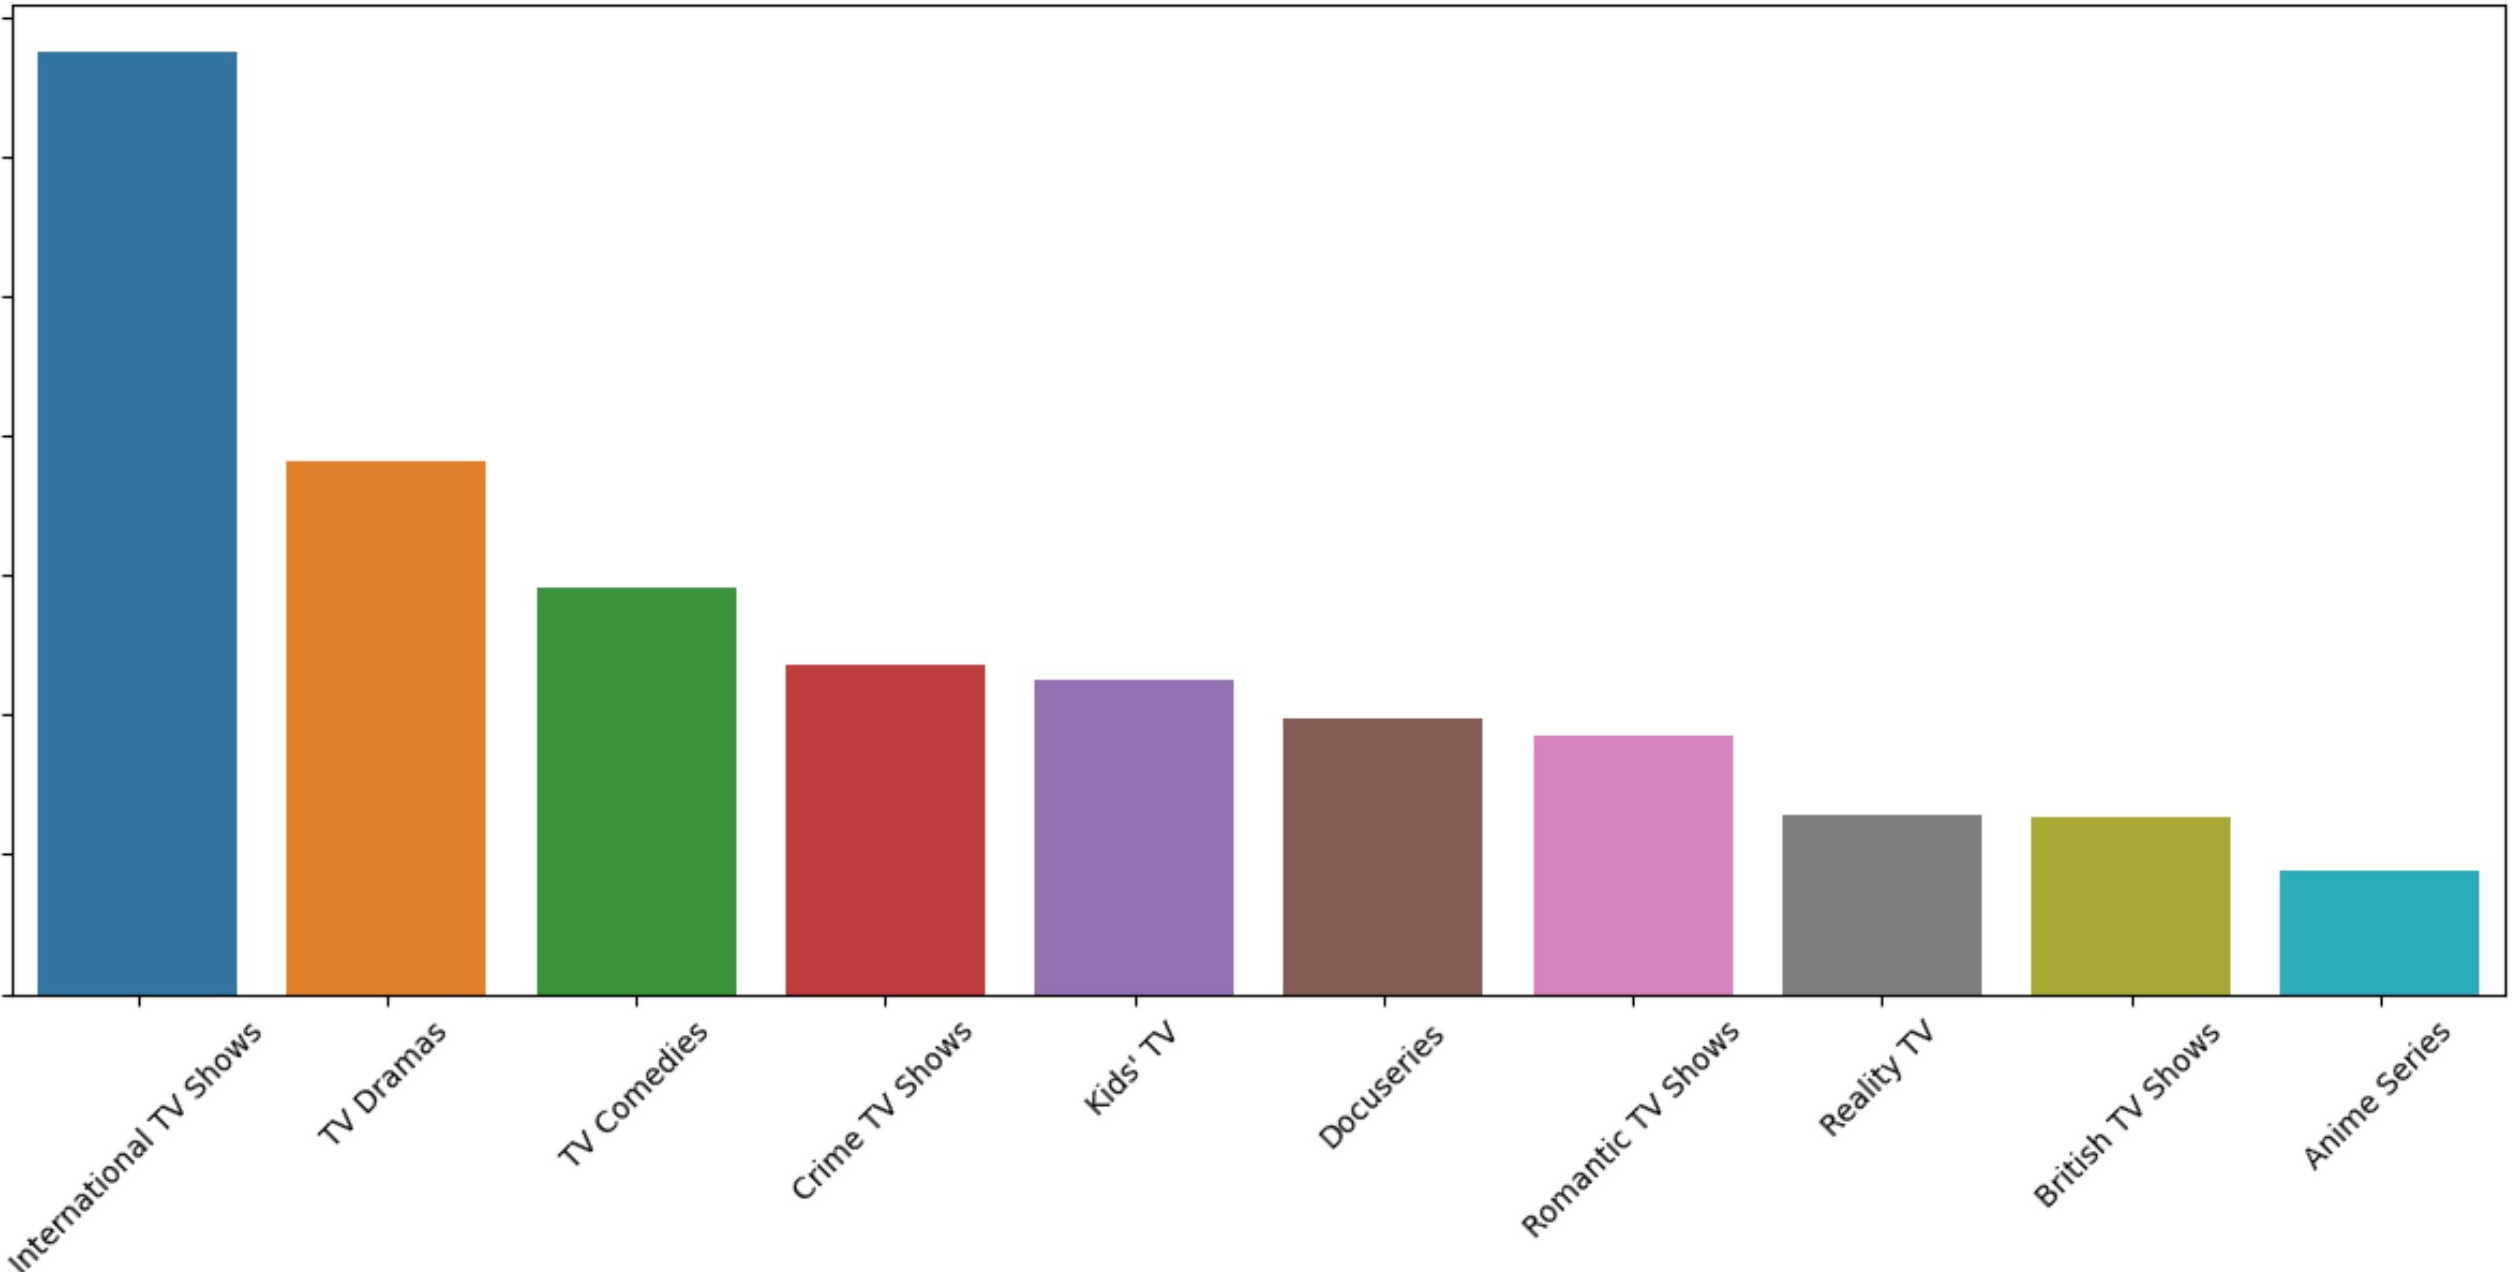 International TV Shows
TV Dramas
TV Comedies
Crime TV Shows
Kids' TV
Docuseries
Romantic TV Shows
Reality TV
British TV Shows
Anime Series